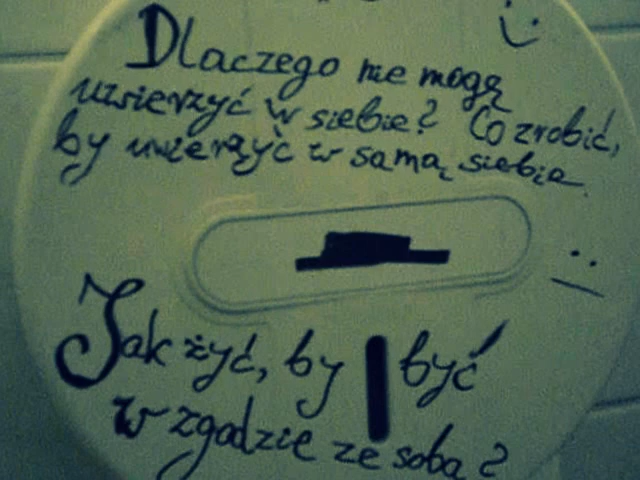 Dlaczego nie mogę
uwierzyć w siebie? Co zrobić,
by uwierzyć w samą siebie.
Jak żyć, by być
w zgodzie ze sobą?